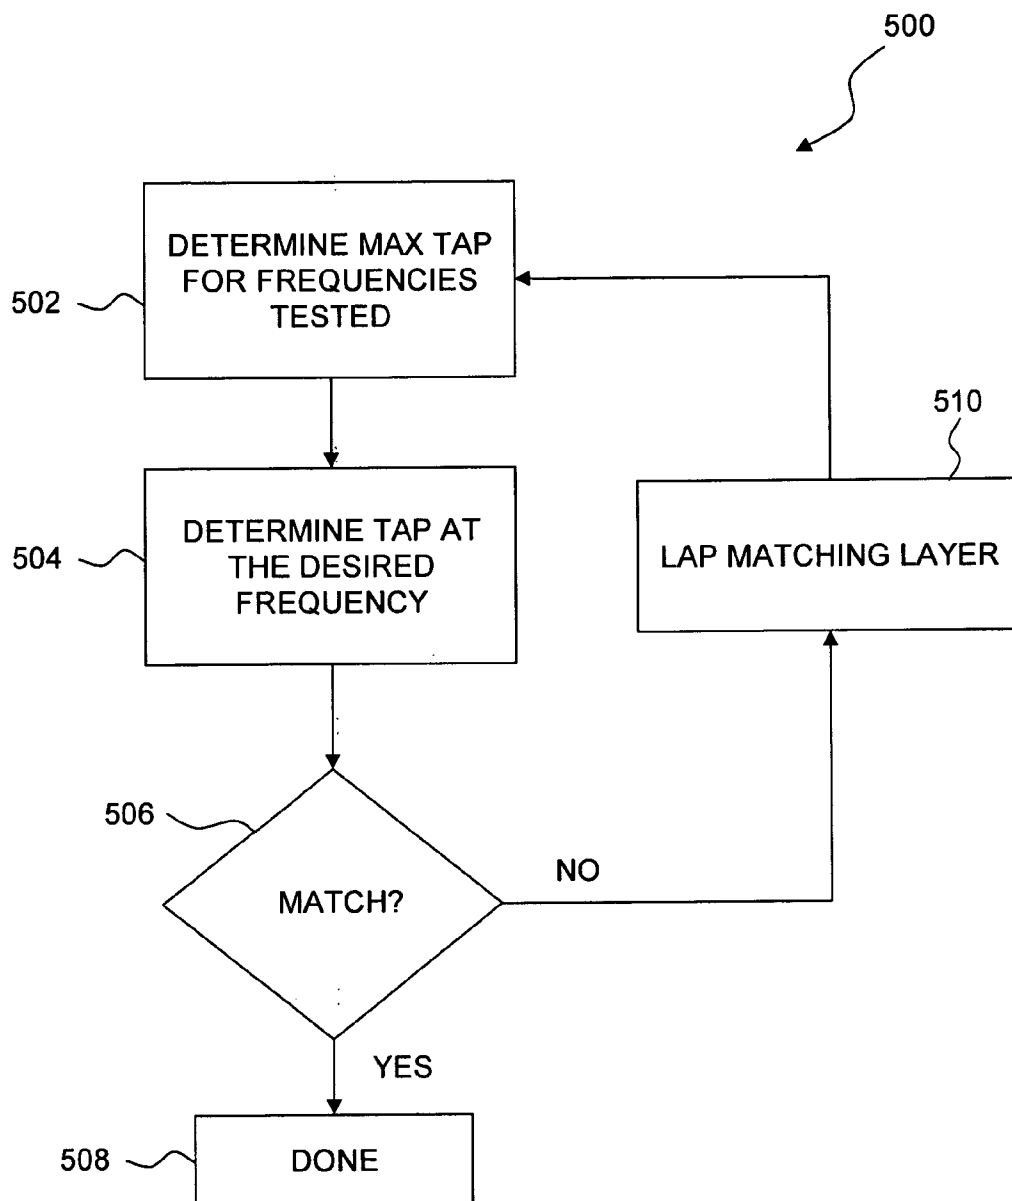 500
DETERMINE MAX TAP
FOR FREQUENCIES
TESTED
502
510
DETERMINE TAP AT
THE DESIRED
FREQUENCY
504
LAP MATCHING LAYER
506
MATCH?
NO
YES
508
DONE